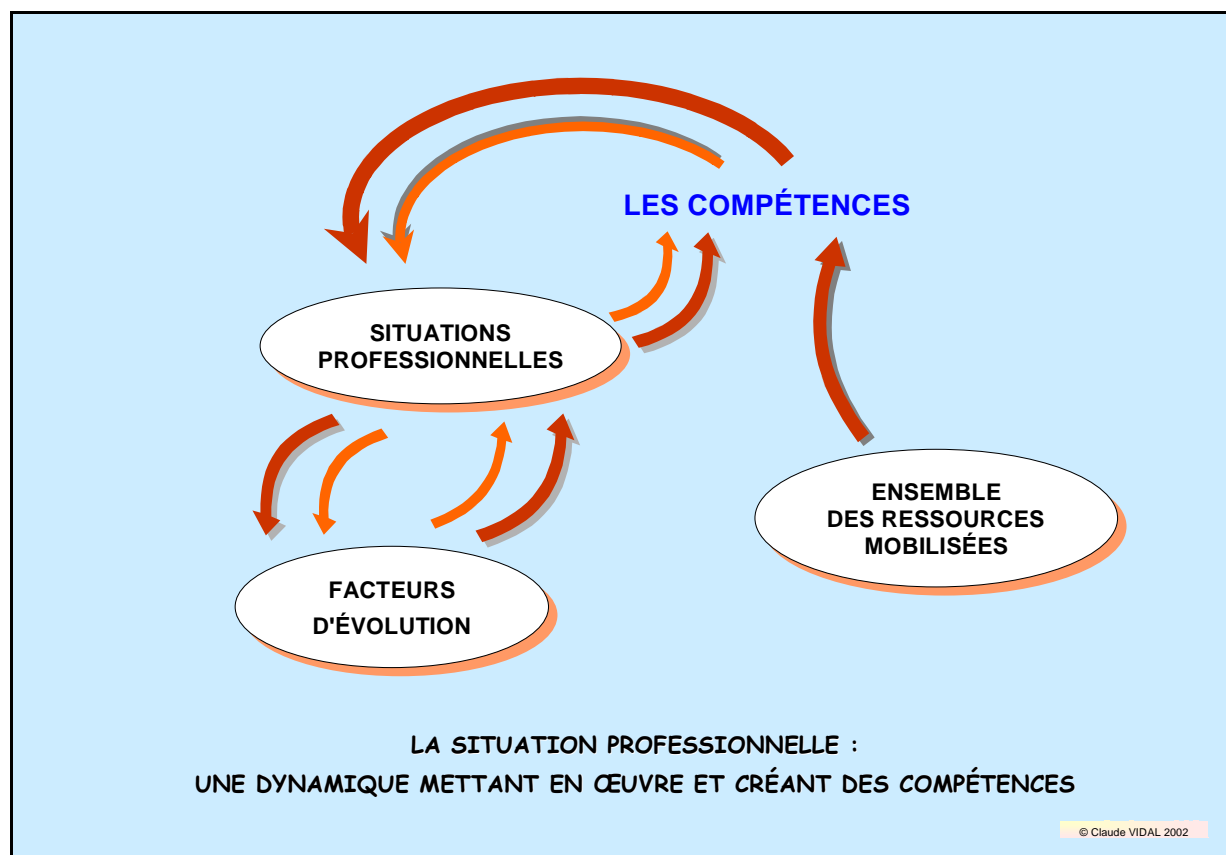 LES COMPÉTENCES
SITUATIONS
PROFESSIONNELLES
ENSEMBLE
DES RESSOURCES
MOBILISÉES
FACTEURS
D'ÉVOLUTION
LA SITUATION PROFESSIONNELLE :
UNE DYNAMIQUE METTANT EN ŒUVRE ET CRÉANT DES COMPÉTENCES
© Claude VIDAL 2002